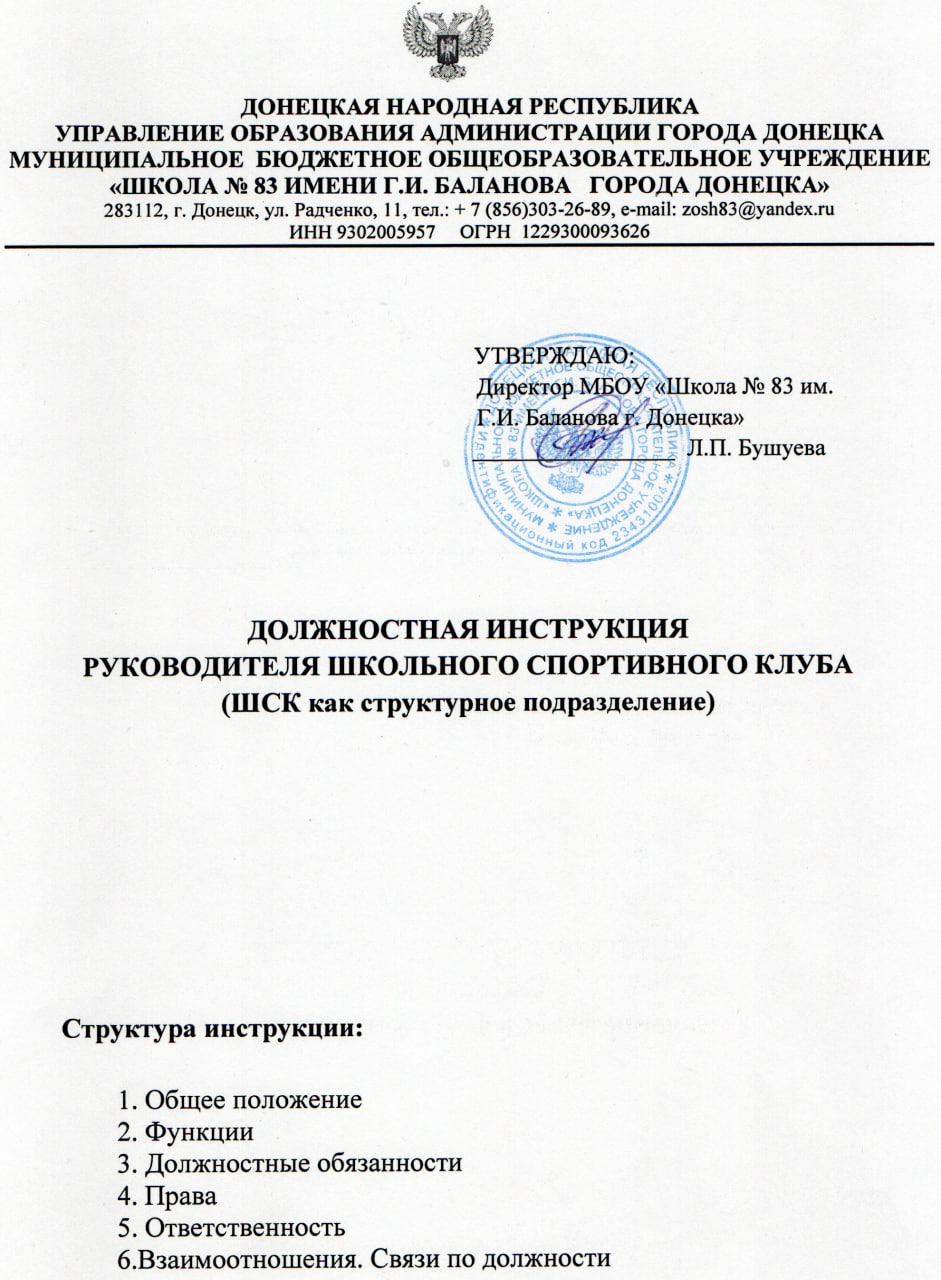 ДОНЕЦКАЯ НАРОДНАЯ РЕСПУБЛИКА
УПРАВЛЕНИЕ ОБРАЗОВАНИЯ АДМИНИСТРАЦИИ ГОРОДА ДОНЕЦКА
МУНИЦИПАЛЬНОЕ БЮДЖЕТНОЕ ОБЩЕОБРАЗОВАТЕЛЬНОЕ УЧРЕЖДЕНИЕ
«ШКОЛА № 83 ИМЕНИ Г.И. БАЛАНОВА ГОРОДА ДОНЕЦКА»
283112, г. Донецк, ул. Радченко, 11, тел.: + 7 (856)303-26-89, e-mail: zosh83@yandex.ru
ИНН 9302005957 ОГРН 1229300093626
УТВЕРЖДАЮ:
Директор МБОУ «Школа № 83 им.
Г.И. Баланова г. Донецка»
Л.П. Бушуева
идентификационный код 23431004
ДОЛЖНОСТНАЯ ИНСТРУКЦИЯ
РУКОВОДИТЕЛЯ ШКОЛЬНОГО СПОРТИВНОГО КЛУБА
(ШСК как структурное подразделение)
Структура инструкции:
1. Общее положение
2. Функции
3. Должностные обязанности
4. Права
5. Ответственность
6.Взаимоотношения. Связи по должности